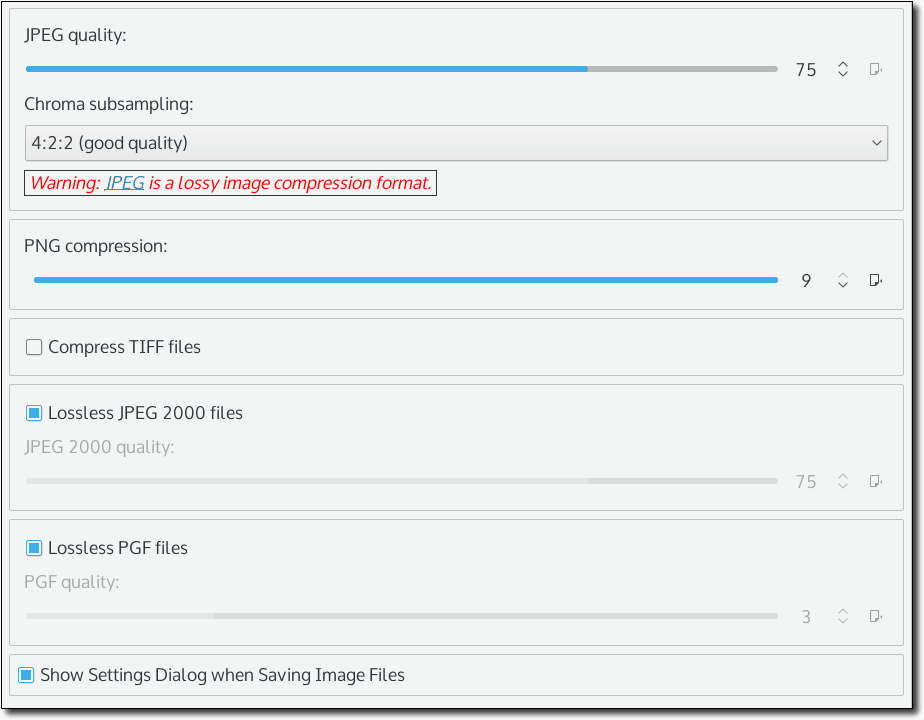 JPEG quality:
75
Chroma subsampling:
4:2:2 (good quality)
Warning: JPEG is a lossy image compression format.
PNG compression:
9
Compress TIFF files
Lossless JPEG 2000 files
JPEG 2000 quality:
75
Lossless PGF files
PGF quality:
3
Show Settings Dialog when Saving Image Files